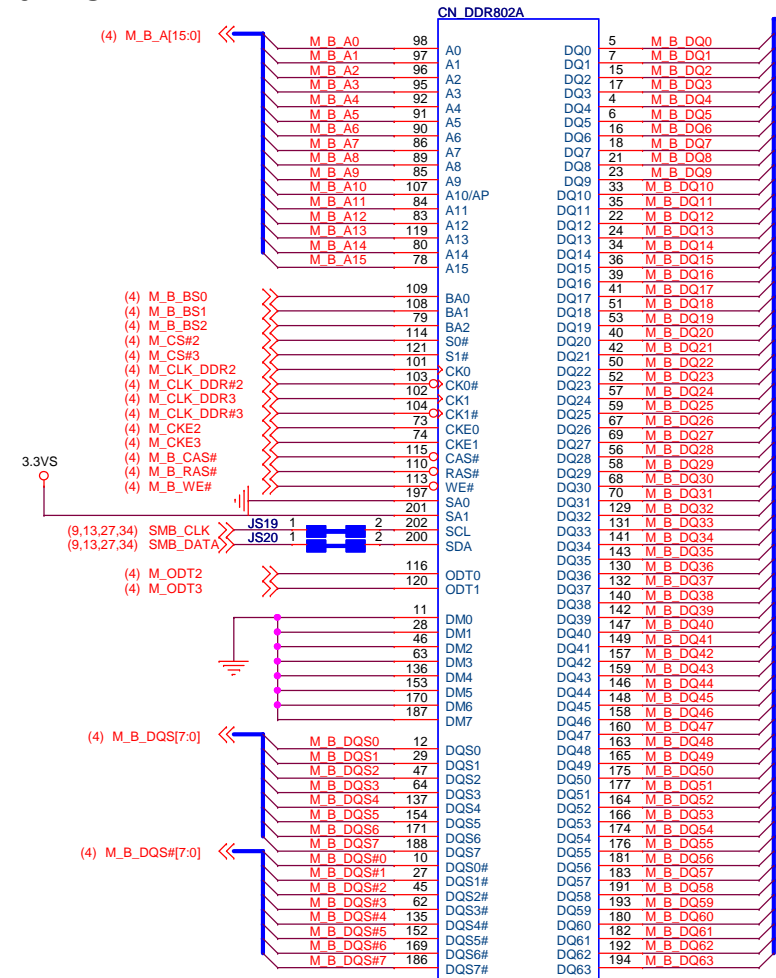 CN_DDR802A
(4) M_B_A[15:0]
M_B_A0 98 A0 DQ0 5 M_B_DQ0
M_B_A1 97 A1 DQ1 7 M_B_DQ1
M_B_A2 96 A2 DQ2 15 M_B_DQ2
M_B_A3 95 A3 DQ3 17 M_B_DQ3
M_B_A4 92 A4 DQ4 4 M_B_DQ4
M_B_A5 91 A5 DQ5 6 M_B_DQ5
M_B_A6 90 A6 DQ6 16 M_B_DQ6
M_B_A7 86 A7 DQ7 18 M_B_DQ7
M_B_A8 89 A8 DQ8 21 M_B_DQ8
M_B_A9 85 A9 DQ9 23 M_B_DQ9
M_B_A10 107 A10/AP DQ10 33 M_B_DQ10
M_B_A11 84 A11 DQ11 35 M_B_DQ11
M_B_A12 83 A12 DQ12 22 M_B_DQ12
M_B_A13 119 A13 DQ13 24 M_B_DQ13
M_B_A14 80 A14 DQ14 34 M_B_DQ14
M_B_A15 78 A15 DQ15 36 M_B_DQ15
DQ16 39 M_B_DQ16
(4) M_B_BS0 109 BA0 DQ17 41 M_B_DQ17
(4) M_B_BS1 108 BA1 DQ18 51 M_B_DQ18
(4) M_B_BS2 79 BA2 DQ19 53 M_B_DQ19
(4) M_CS#2 114 S0# DQ20 40 M_B_DQ20
(4) M_CS#3 121 S1# DQ21 42 M_B_DQ21
(4) M_CLK_DDR2 101 CK0 DQ22 50 M_B_DQ22
(4) M_CLK_DDR#2 103 CK0# DQ23 52 M_B_DQ23
(4) M_CLK_DDR3 102 CK1 DQ24 57 M_B_DQ24
(4) M_CLK_DDR#3 104 CK1# DQ25 59 M_B_DQ25
(4) M_CKE2 73 CKE0 DQ26 67 M_B_DQ26
(4) M_CKE3 74 CKE1 DQ27 69 M_B_DQ27
(4) M_B_CAS# 115 CAS# DQ28 56 M_B_DQ28
(4) M_B_RAS# 110 RAS# DQ29 58 M_B_DQ29
(4) M_B_WE# 113 WE# DQ30 68 M_B_DQ30
3.3VS
197 SA0 DQ31 70 M_B_DQ31
201 SA1 DQ32 129 M_B_DQ32
(9,13,27,34) SMB_CLK JS19 1 2 202 SCL DQ33 131 M_B_DQ33
(9,13,27,34) SMB_DATA JS20 1 2 200 SDA DQ34 141 M_B_DQ34
DQ35 143 M_B_DQ35
(4) M_ODT2 116 ODT0 DQ36 130 M_B_DQ36
(4) M_ODT3 120 ODT1 DQ37 132 M_B_DQ37
DQ38 140 M_B_DQ38
11 DM0 DQ39 142 M_B_DQ39
28 DM1 DQ40 147 M_B_DQ40
46 DM2 DQ41 149 M_B_DQ41
63 DM3 DQ42 157 M_B_DQ42
136 DM4 DQ43 159 M_B_DQ43
153 DM5 DQ44 146 M_B_DQ44
170 DM6 DQ45 148 M_B_DQ45
187 DM7 DQ46 158 M_B_DQ46
DQ47 160 M_B_DQ47
(4) M_B_DQS[7:0]
M_B_DQS0 12 DQS0 DQ48 163 M_B_DQ48
M_B_DQS1 29 DQS1 DQ49 165 M_B_DQ49
M_B_DQS2 47 DQS2 DQ50 175 M_B_DQ50
M_B_DQS3 64 DQS3 DQ51 177 M_B_DQ51
M_B_DQS4 137 DQS4 DQ52 164 M_B_DQ52
M_B_DQS5 154 DQS5 DQ53 166 M_B_DQ53
M_B_DQS6 171 DQS6 DQ54 174 M_B_DQ54
M_B_DQS7 188 DQS7 DQ55 176 M_B_DQ55
(4) M_B_DQS#[7:0]
M_B_DQS#0 10 DQS0# DQ56 181 M_B_DQ56
M_B_DQS#1 27 DQS1# DQ57 183 M_B_DQ57
M_B_DQS#2 45 DQS2# DQ58 191 M_B_DQ58
M_B_DQS#3 62 DQS3# DQ59 193 M_B_DQ59
M_B_DQS#4 135 DQS4# DQ60 180 M_B_DQ60
M_B_DQS#5 152 DQS5# DQ61 182 M_B_DQ61
M_B_DQS#6 169 DQS6# DQ62 192 M_B_DQ62
M_B_DQS#7 186 DQS7# DQ63 194 M_B_DQ63